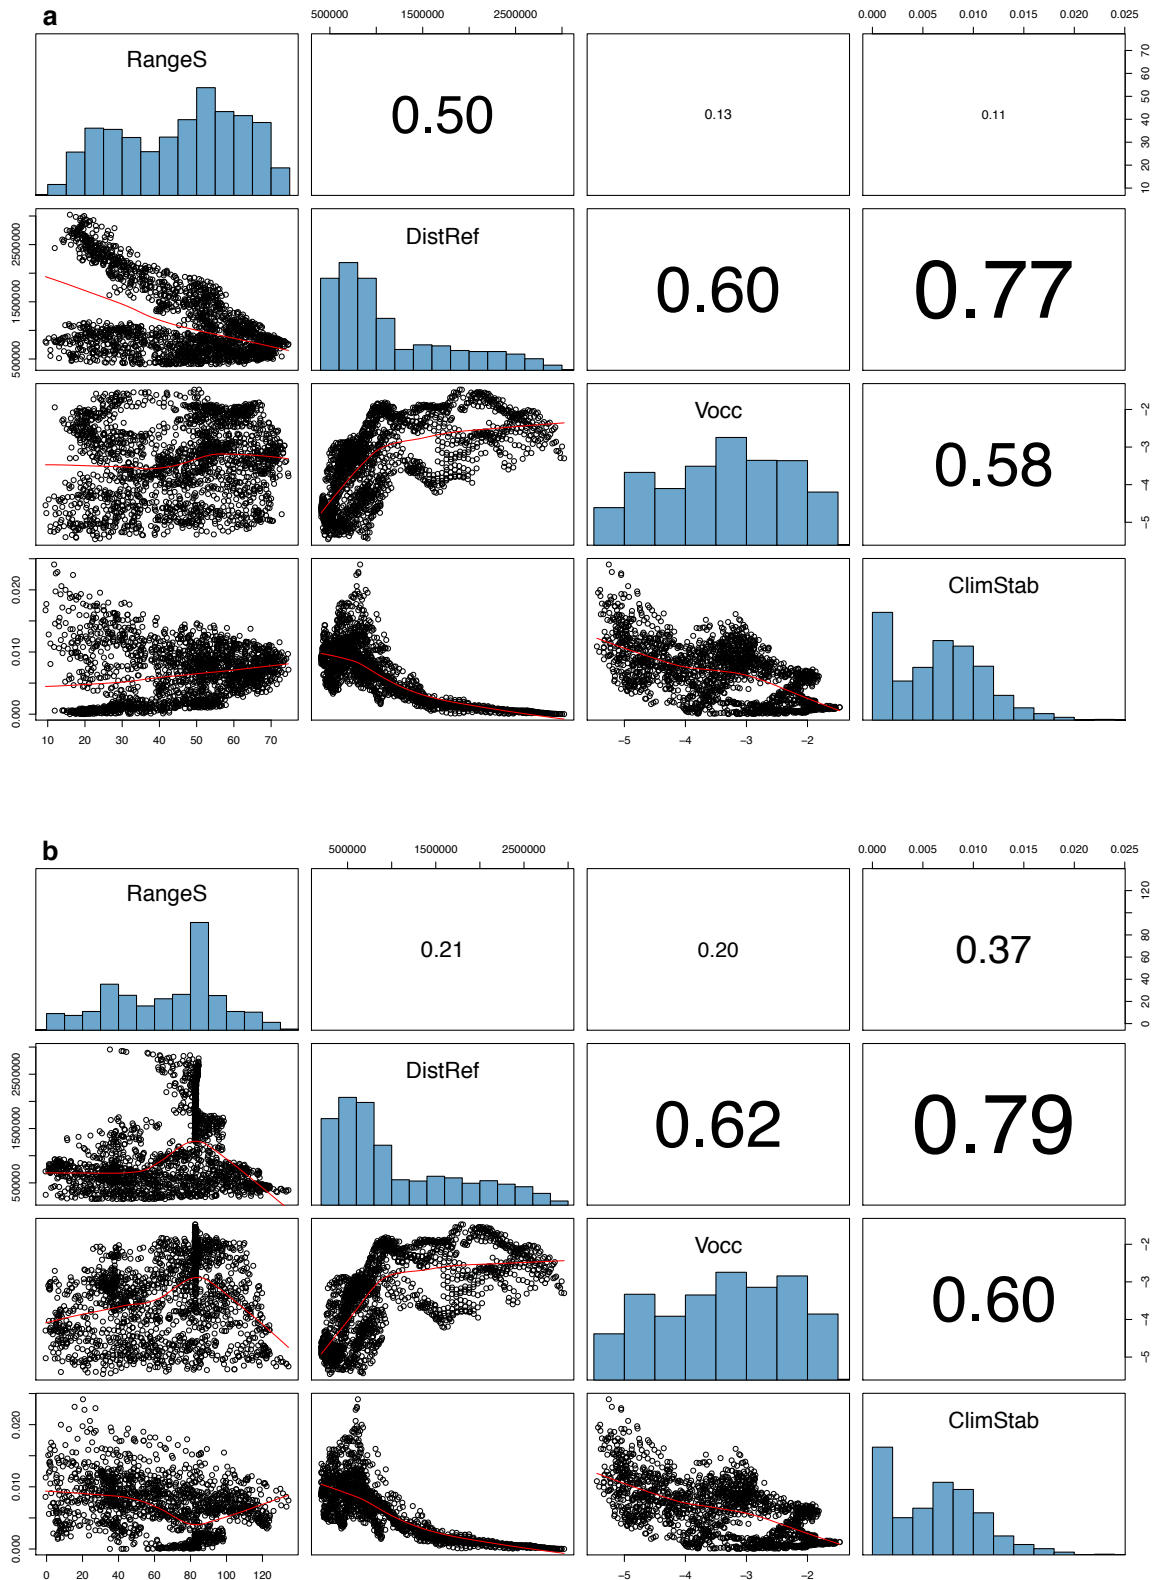 a
500000 1500000 2500000
0.000 0.005 0.010 0.015 0.020 0.025
RangeS
0.50
0.13
0.11
10 20 30 40 50 60 70
500000 1500000 2500000
DistRef
0.60
0.77
Vocc
0.58
−5 −4 −3 −2
0.000 0.010 0.020
ClimStab
10 20 30 40 50 60 70
−5 −4 −3 −2
b
500000 1500000 2500000
0.000 0.005 0.010 0.015 0.020 0.025
RangeS
0.21
0.20
0.37
0 20 40 60 80 120
500000 1500000 2500000
DistRef
0.62
0.79
Vocc
0.60
−5 −4 −3 −2
0.000 0.010 0.020
ClimStab
0 20 40 60 80 100 120
−5 −4 −3 −2